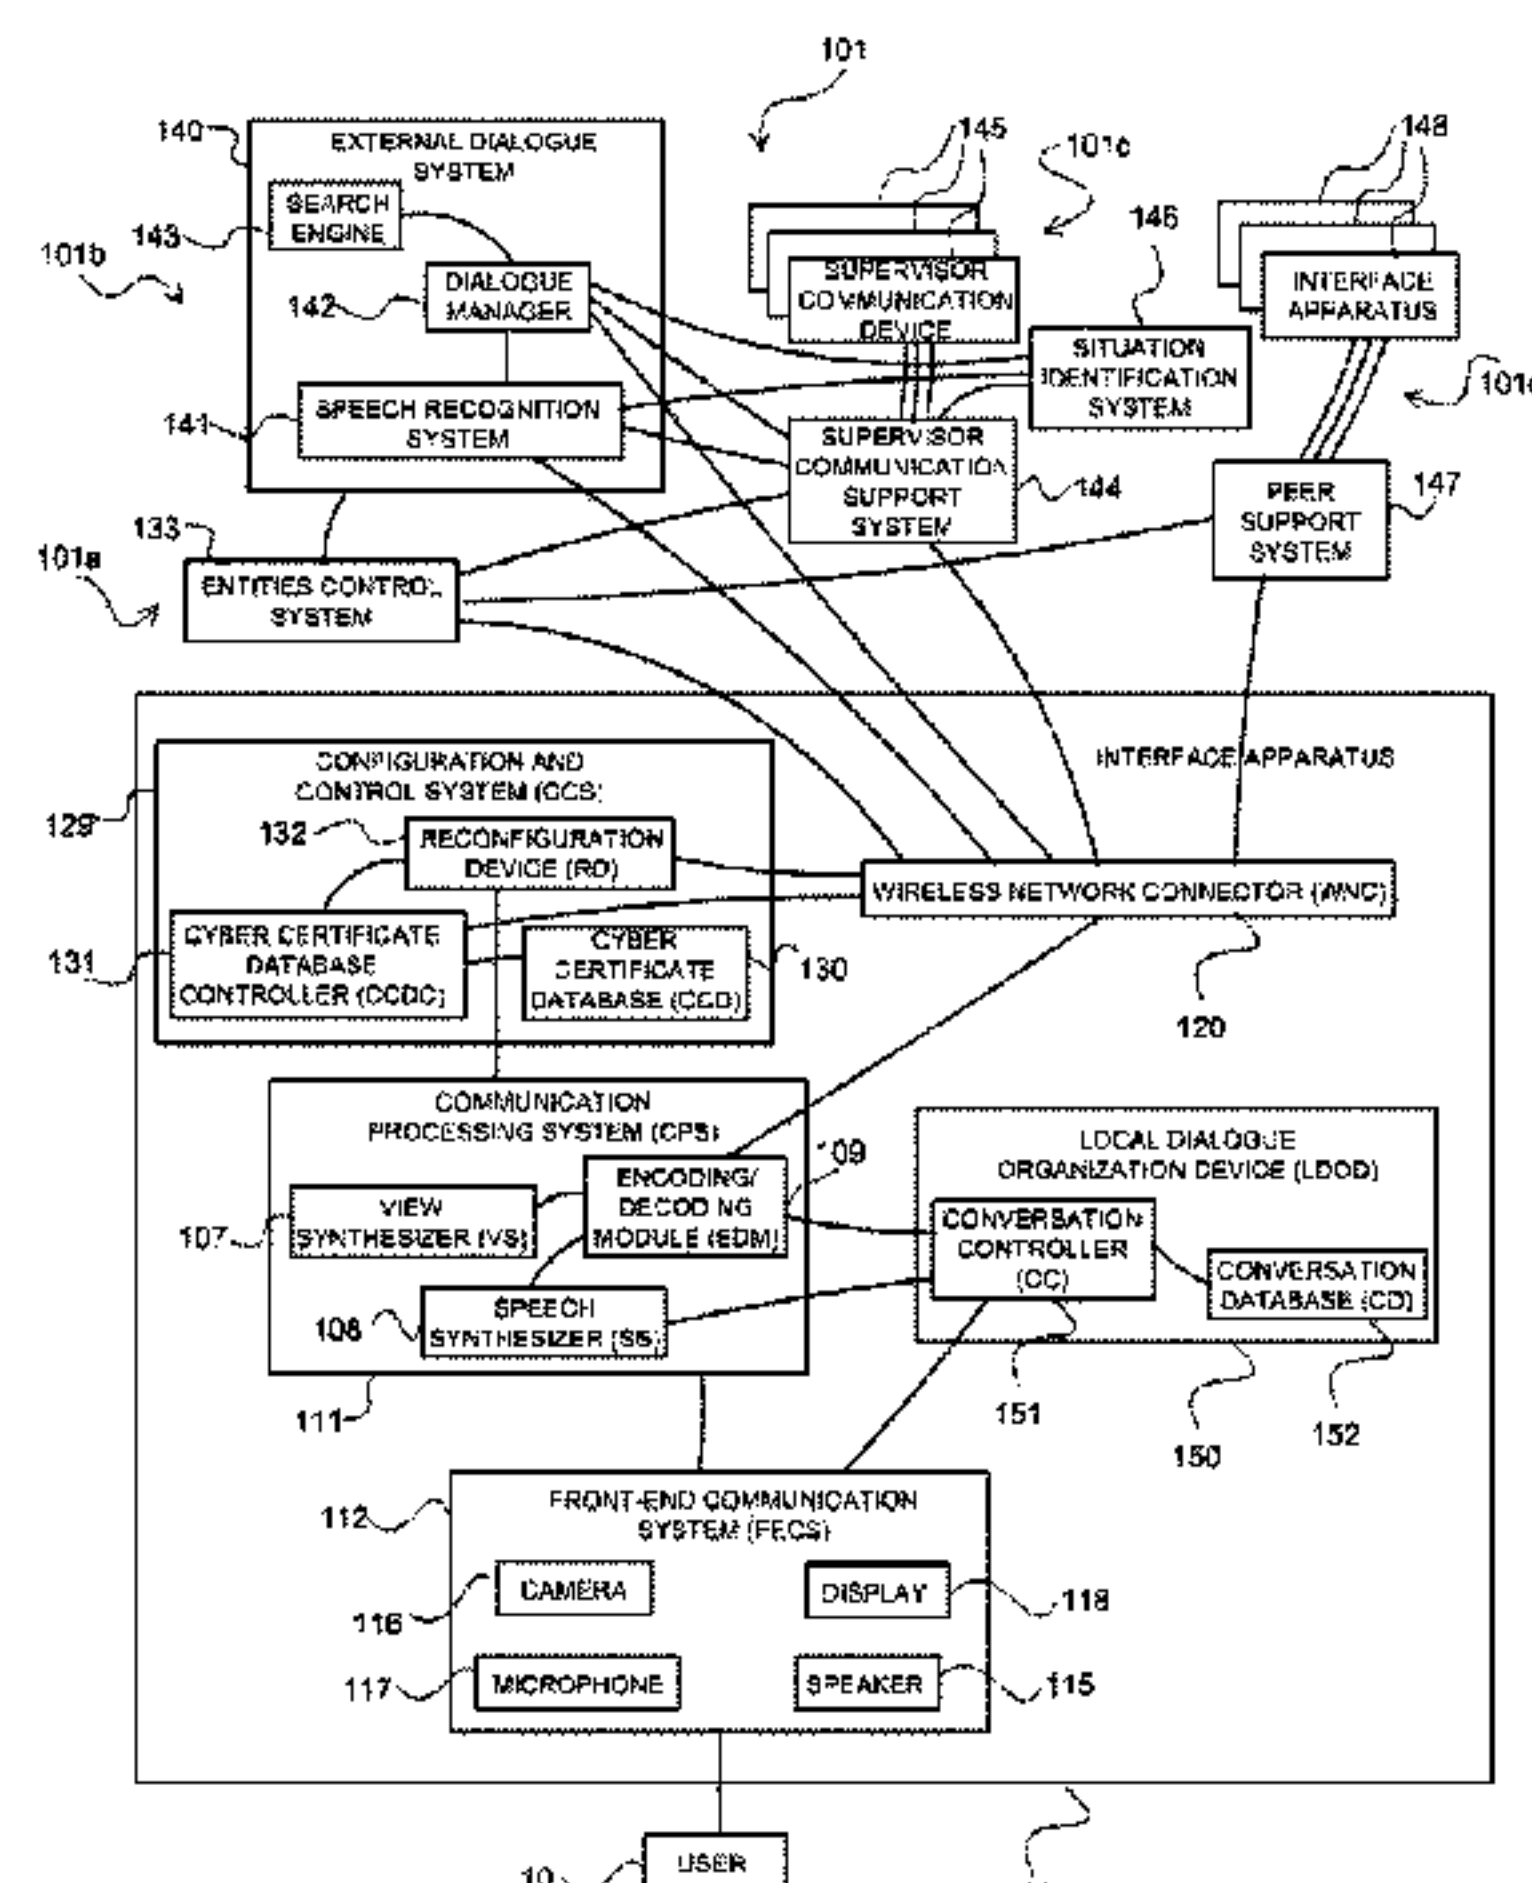 101
140
EXTERNAL DIALOGUE
SYSTEM
145
101c
148
SEARCH
ENGINE
143
146
101b
DIALOGUE
MANAGER
142
SUPERVISOR
COMMUNICATION
DEVICE
INTERFACE
APPARATUS
SITUATION
IDENTIFICATION
SYSTEM
SPEECH RECOGNITION
SYSTEM
141
SUPERVISOR
COMMUNICATION
SUPPORT
SYSTEM
144
PEER
SUPPORT
SYSTEM
147
133
101a
ENTITIES CONTROL
SYSTEM
CONFIGURATION AND
CONTROL SYSTEM (CCS)
INTERFACE APPARATUS
129
132
RECONFIGURATION
DEVICE (RD)
WIRELESS NETWORK CONNECTOR (WNC)
131
CYBER CERTIFICATE
DATABASE
CONTROLLER (CCDC)
CYBER
CERTIFICATE
DATABASE (CCD)
130
120
COMMUNICATION
PROCESSING SYSTEM (CPS)
109
LOCAL DIALOGUE
ORGANIZATION DEVICE (LDOD)
ENCODING/
DECODING
MODULE (EDM)
107
VIEW
SYNTHESIZER (VS)
CONVERSATION
CONTROLLER
(CC)
CONVERSATION
DATABASE (CD)
108
SPEECH
SYNTHESIZER (SS)
111
151
150
152
112
FRONT-END COMMUNICATION
SYSTEM (FECS)
116
CAMERA
DISPLAY
118
117
MICROPHONE
SPEAKER
115
10
USER